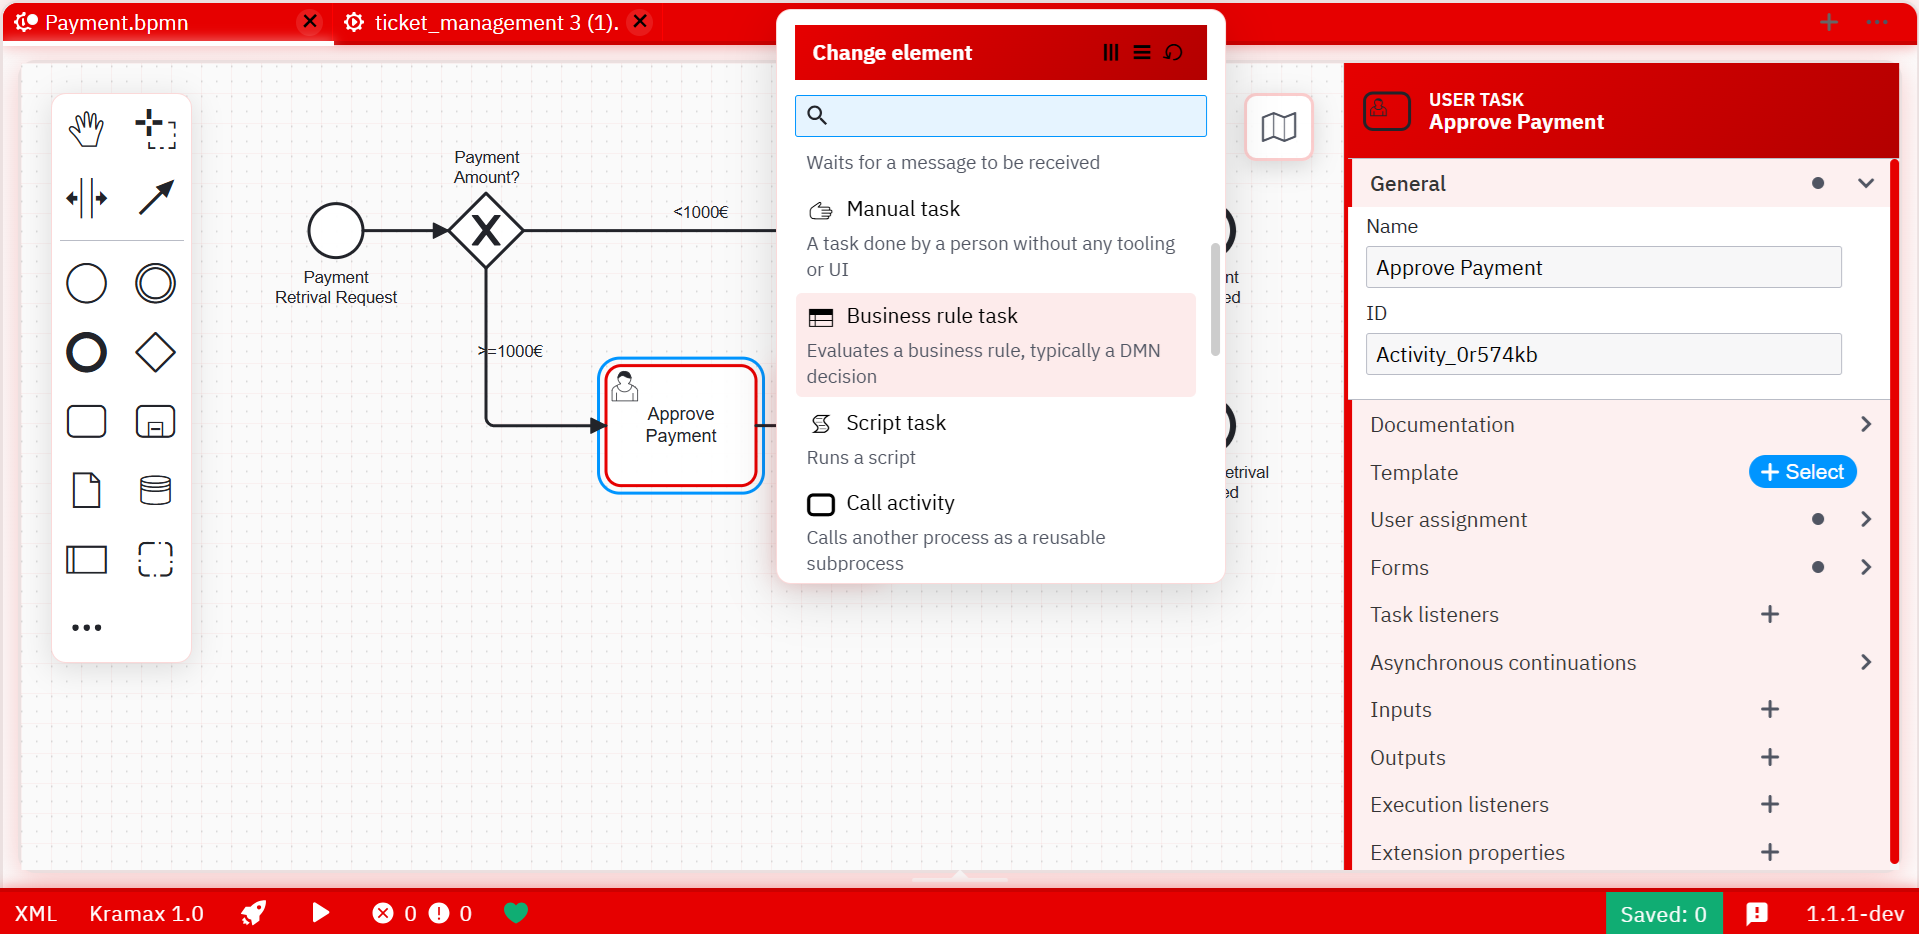 Payment.bpmn
ticket_management 3 (1).
Change element
Waits for a message to be received
Manual task
A task done by a person without any tooling
or UI
Business rule task
Evaluates a business rule, typically a DMN
decision
Script task
Runs a script
Call activity
Calls another process as a reusable
subprocess
Payment
Amount?
<1000€
Payment
Retrival Request
>=1000€
Approve
Payment
nt
ed
etrival
ed
USER TASK
Approve Payment
General
Name
Approve Payment
ID
Activity_0r574kb
Documentation
Template
Select
User assignment
Forms
Task listeners
Asynchronous continuations
Inputs
Outputs
Execution listeners
Extension properties
XML
Kramax 1.0
0
0
Saved: 0
1.1.1-dev